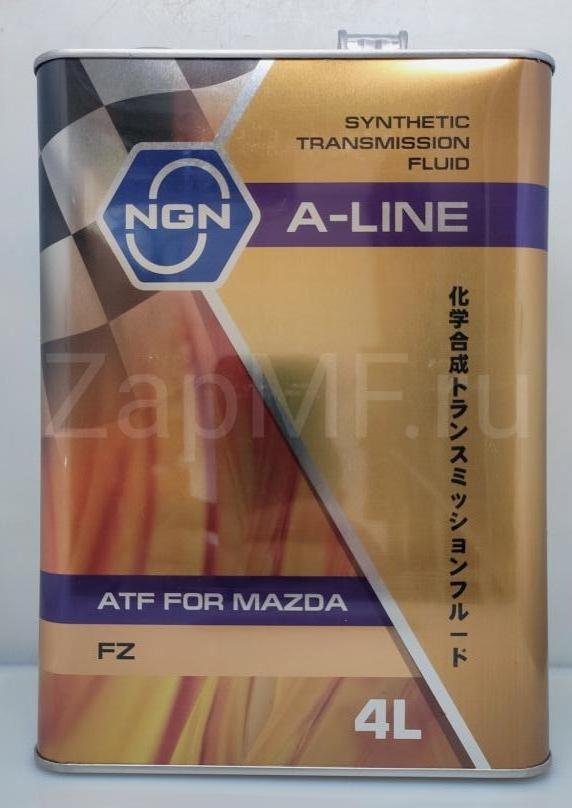 SYNTHETIC
TRANSMISSION
FLUID
NGN
A-LINE
化学合成トランスミッションフルード
ZapMF.ru
ATF FOR MAZDA
FZ
4L